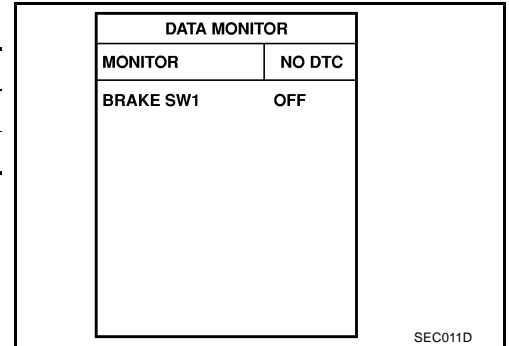 DATA MONITOR
MONITOR NO DTC
BRAKE SW1 OFF
SEC011D